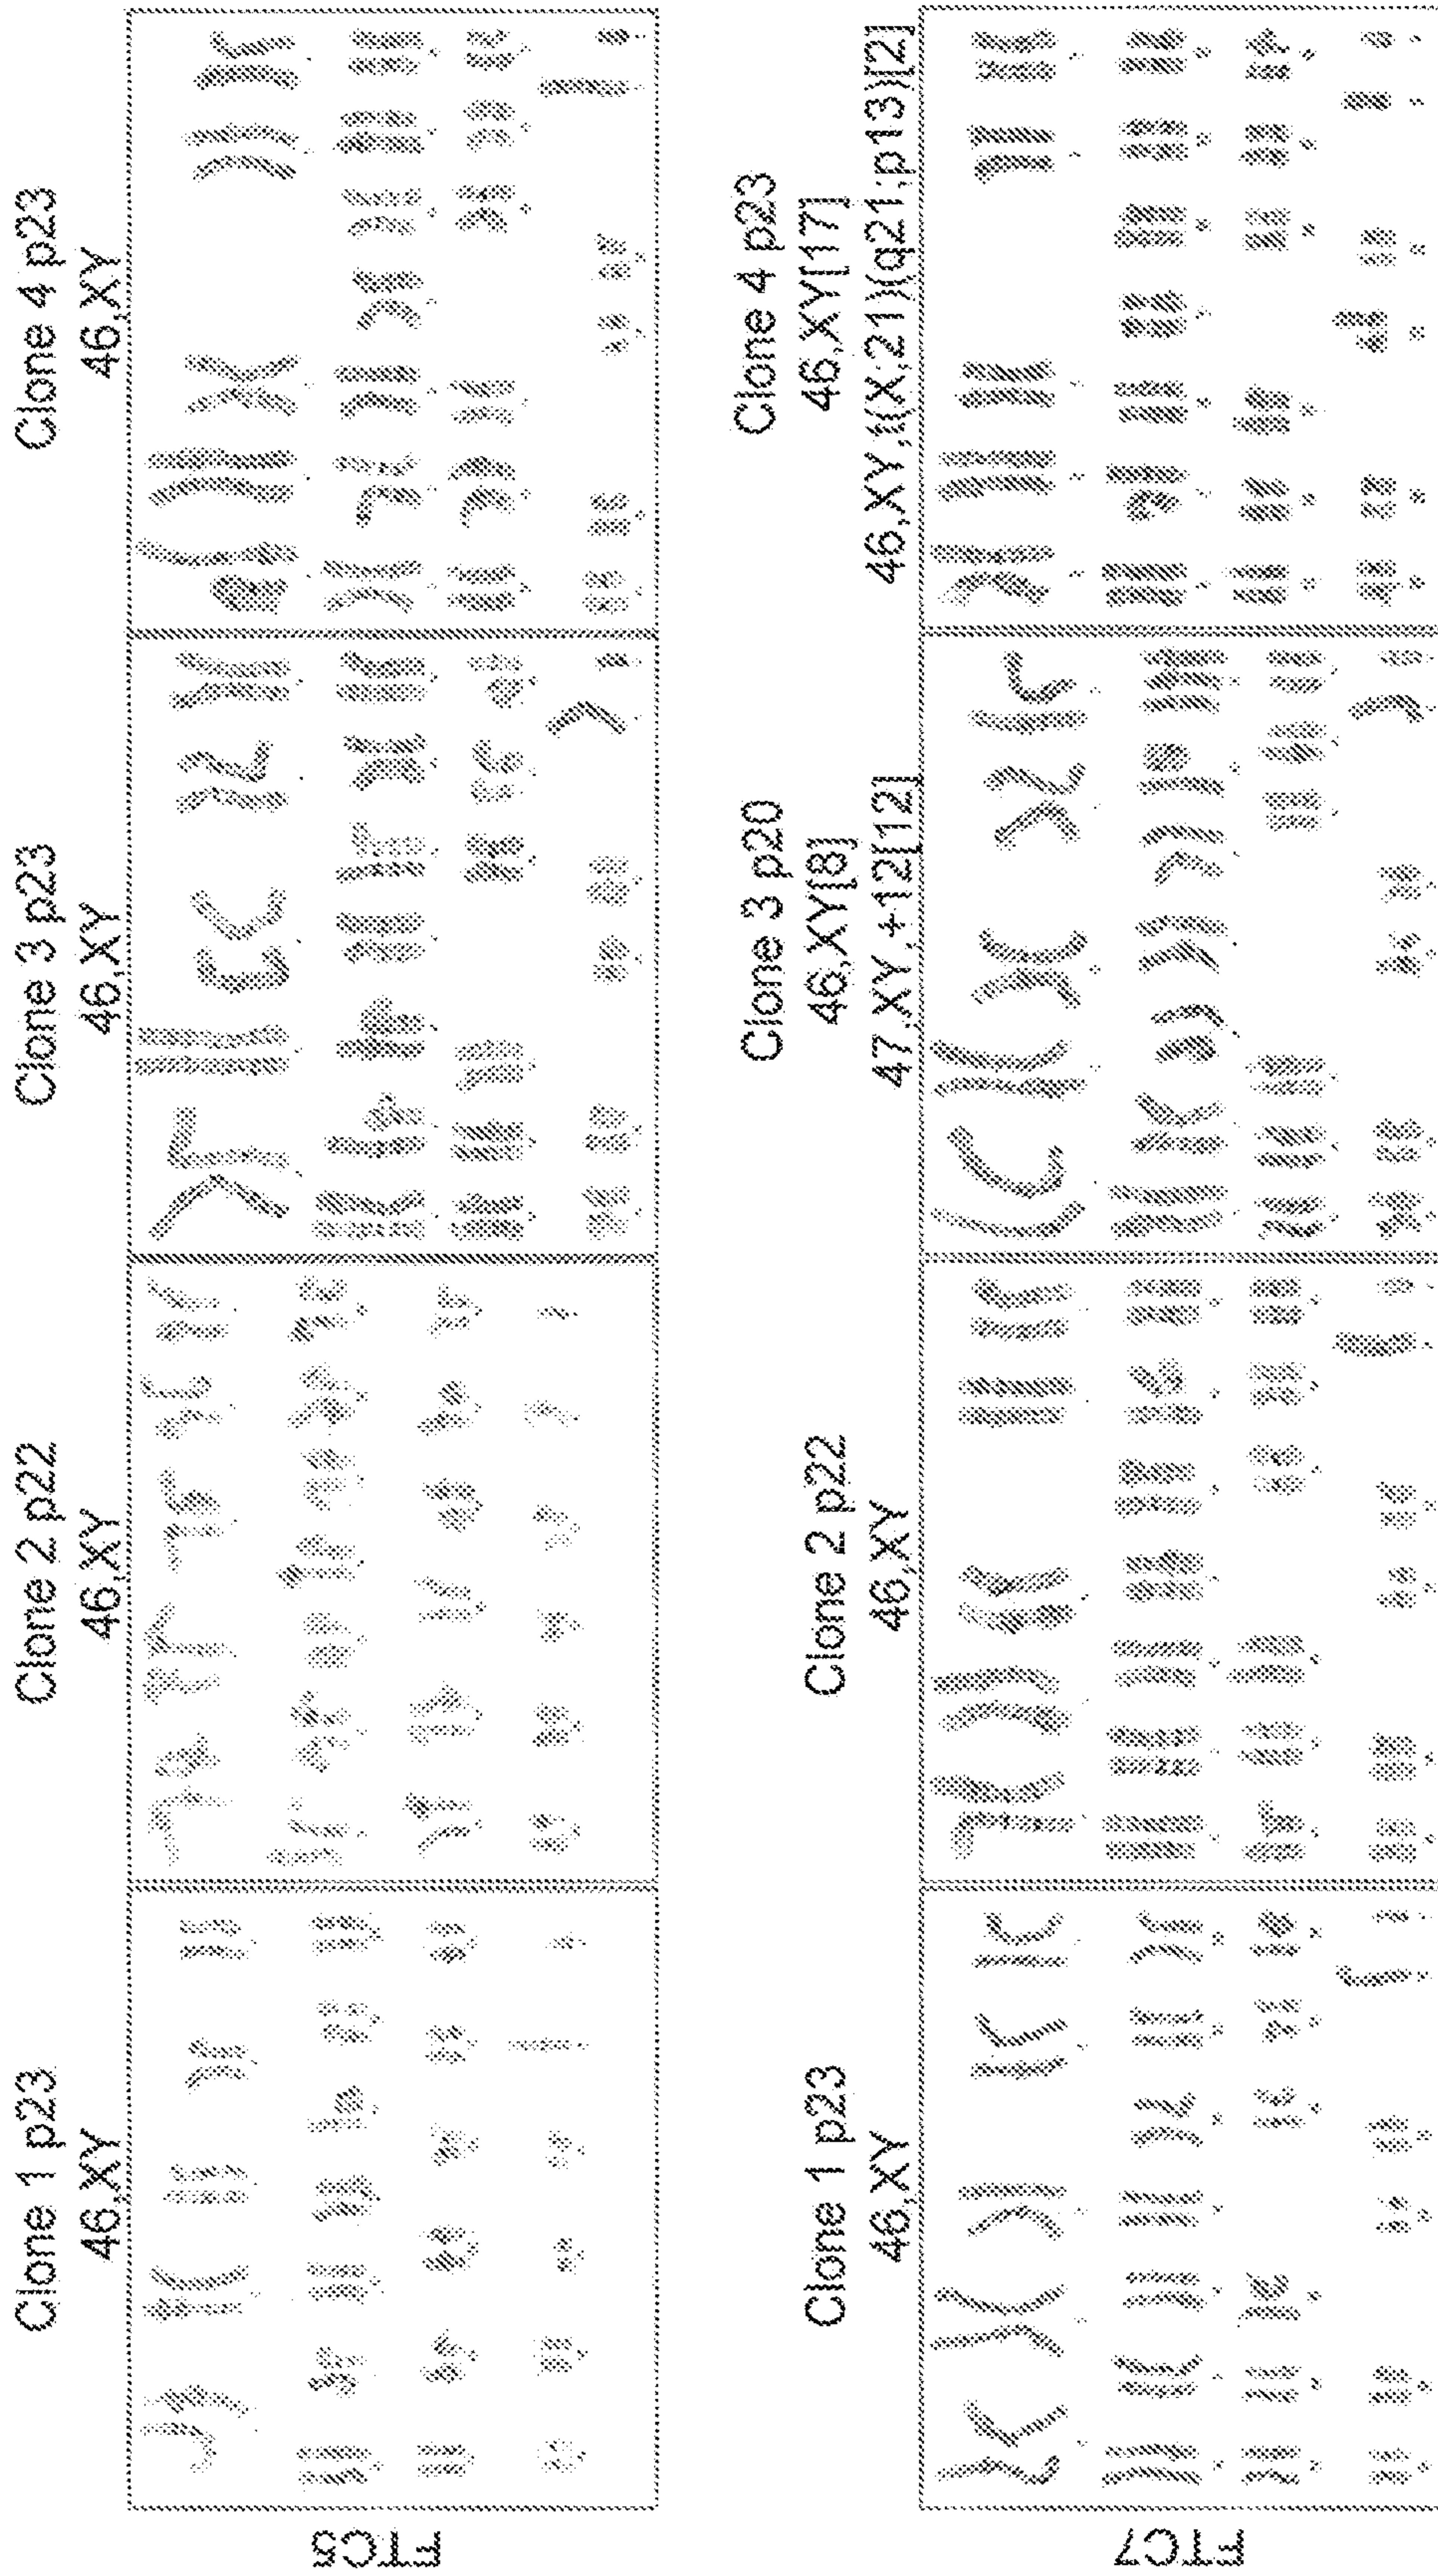 FTC5
Clone 1 p23
46,XY
Clone 2 p22
46,XY
Clone 3 p23
46,XY
Clone 4 p23
46,XY
FTC7
Clone 1 p23
46,XY
Clone 2 p22
46,XY
Clone 3 p20
46,XY[8]
47,XY,+12[12]
Clone 4 p23
46,XY[17]
46,XY,t(X;21)(q21;p13)[2]